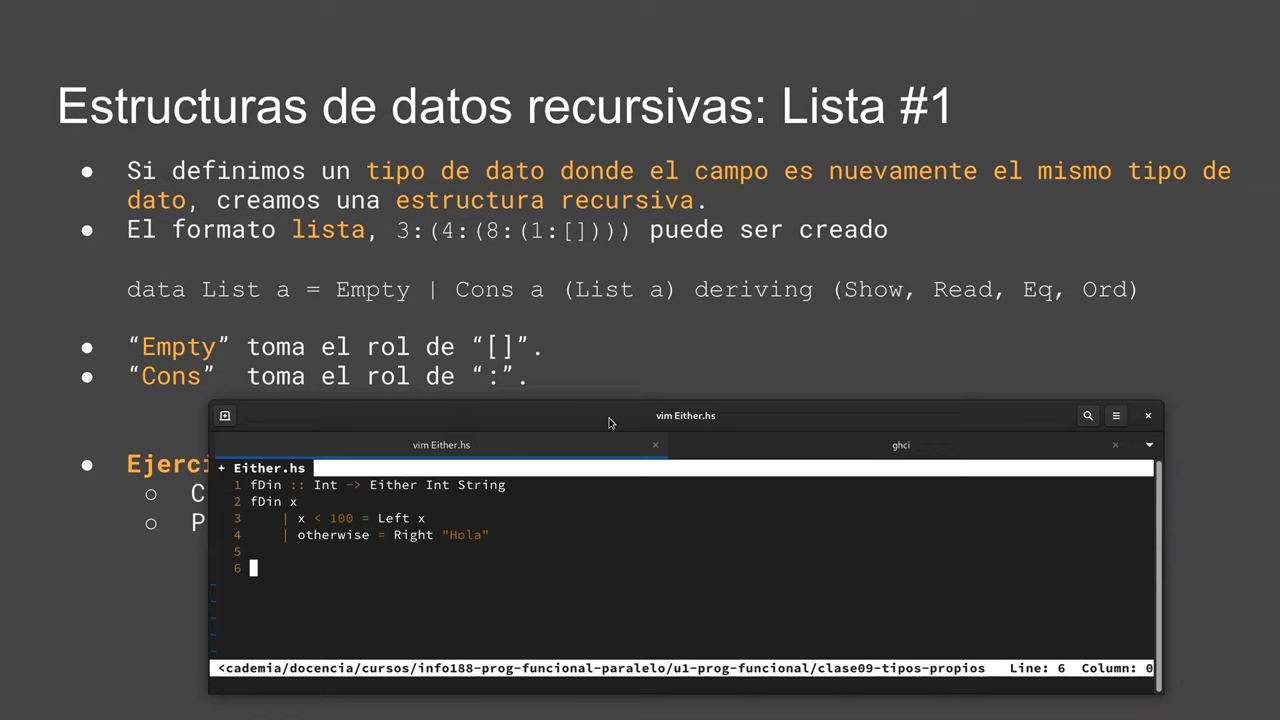 Estructuras de datos recursivas: Lista #1
● Si definimos un tipo de dato donde el campo es nuevamente el mismo tipo de
dato, creamos una estructura recursiva.
● El formato lista, 3:(4:(8:(1:[]))) puede ser creado
data List a = Empty | Cons a (List a) deriving (Show, Read, Eq, Ord)
● “Empty” toma el rol de “[]”.
● “Cons” toma el rol de “:”.
vim Either.hs
vim Either.hs
ghci
● Ejerci
○ C
○ P
+ Either.hs
1 fDin :: Int -> Either Int String
2 fDin x
3 | x < 100 = Left x
4 | otherwise = Right "Hola"
5
6
~
~
~
~
~
<cademia/docencia/cursos/info188-prog-funcional-paralelo/u1-prog-funcional/clase09-tipos-propios Line: 6 Column: 0